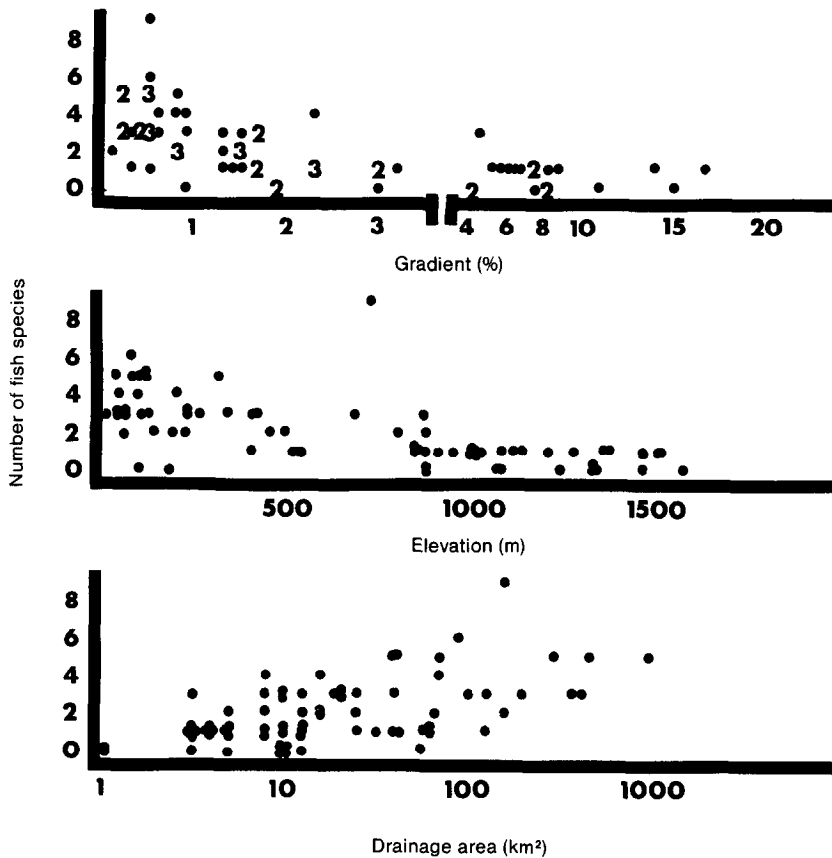 8
6
2 3
4
2 2 3 2
2 3 3
2 3 2 2
0 2 2 2
1 2 3 4 6 8 10 15 20
Gradient (%)
Number of fish species
8
6
4
2
0
500 1000 1500
Elevation (m)
8
6
4
2
0
1 10 100 1000
Drainage area (km²)